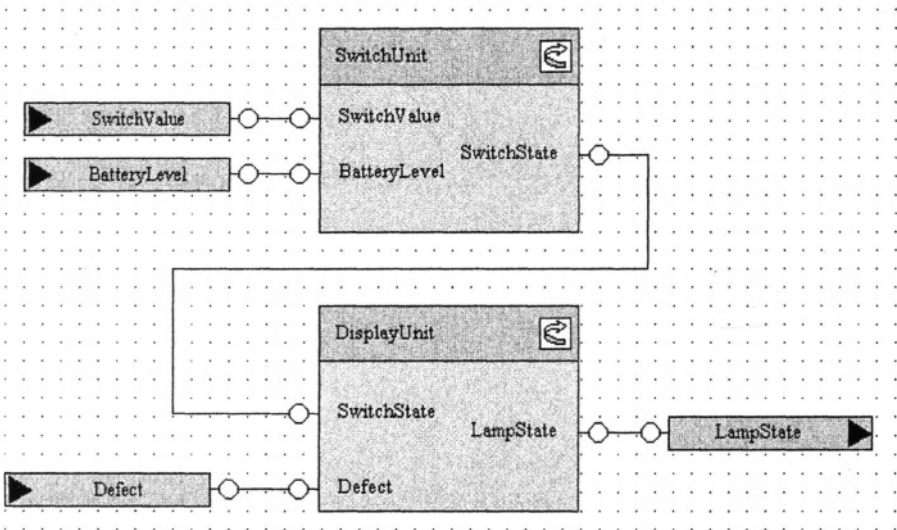 SwitchUnit
SwitchValue
SwitchValue
SwitchState
BatteryLevel
BatteryLevel
DisplayUnit
SwitchState
LampState
LampState
Defect
Defect